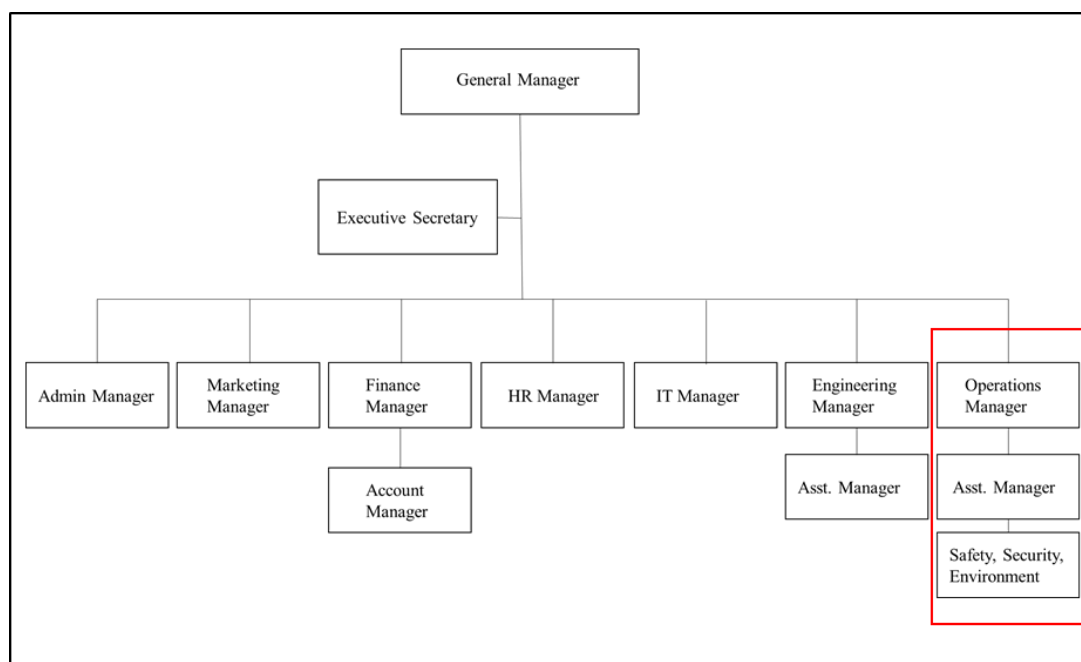 General Manager
Executive Secretary
Admin Manager
Marketing
Manager
Finance
Manager
HR Manager
IT Manager
Engineering
Manager
Operations
Manager
Account
Manager
Asst. Manager
Asst. Manager
Safety, Security,
Environment